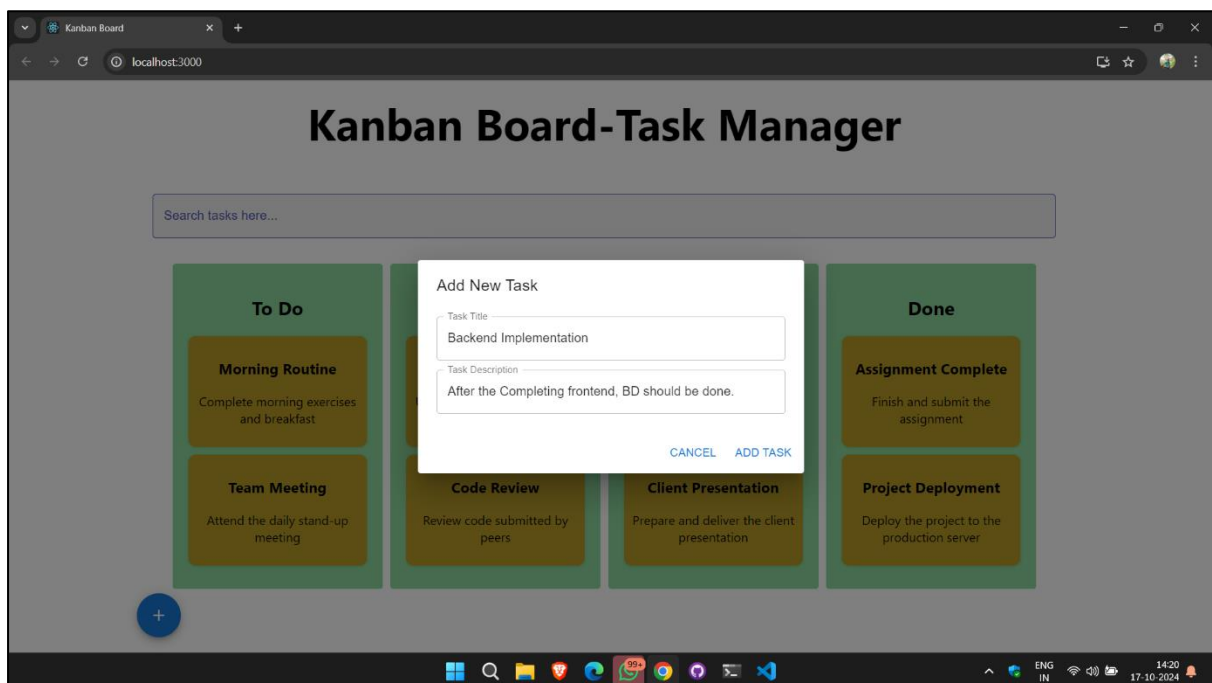 Kanban Board
localhost:3000
Kanban Board-Task Manager
Search tasks here...
To Do
Morning Routine
Complete morning exercises
and breakfast
Team Meeting
Attend the daily stand-up
meeting
Add New Task
Task Title
Backend Implementation
Task Description
After the Completing frontend, BD should be done.
CANCEL ADD TASK
Code Review
Review code submitted by
peers
Client Presentation
Prepare and deliver the client
presentation
Done
Assignment Complete
Finish and submit the
assignment
Project Deployment
Deploy the project to the
production server
99+
ENG
IN
14:20
17-10-2024